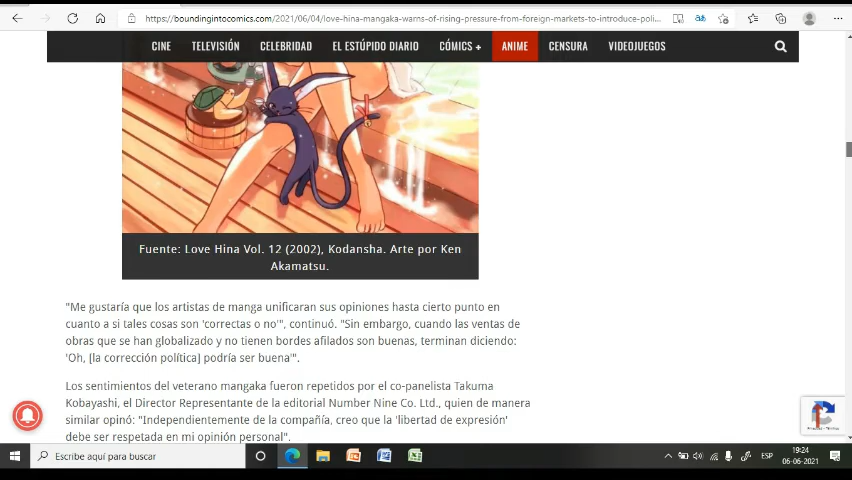 https://boundingintocomics.com/2021/06/04/love-hina-mangaka-warns-of-rising-pressure-from-foreign-markets-to-introduce-poli...
CINE TELEVISIÓN CELEBRIDAD EL ESTÚPIDO DIARIO CÓMICS + ANIME CENSURA VIDEOJUEGOS
Fuente: Love Hina Vol. 12 (2002), Kodansha. Arte por Ken
Akamatsu.
"Me gustaría que los artistas de manga unificaran sus opiniones hasta cierto punto en
cuanto a si tales cosas son 'correctas o no'", continuó. "Sin embargo, cuando las ventas de
obras que se han globalizado y no tienen bordes afilados son buenas, terminan diciendo:
'Oh, [la corrección política] podría ser buena'".
Los sentimientos del veterano mangaka fueron repetidos por el co-panelista Takuma
Kobayashi, el Director Representante de la editorial Number Nine Co. Ltd., quien de manera
similar opinó: "Independientemente de la compañía, creo que la 'libertad de expresión'
debe ser respetada en mi opinión personal".
Escribe aquí para buscar
ESP
19:24
06-06-2021